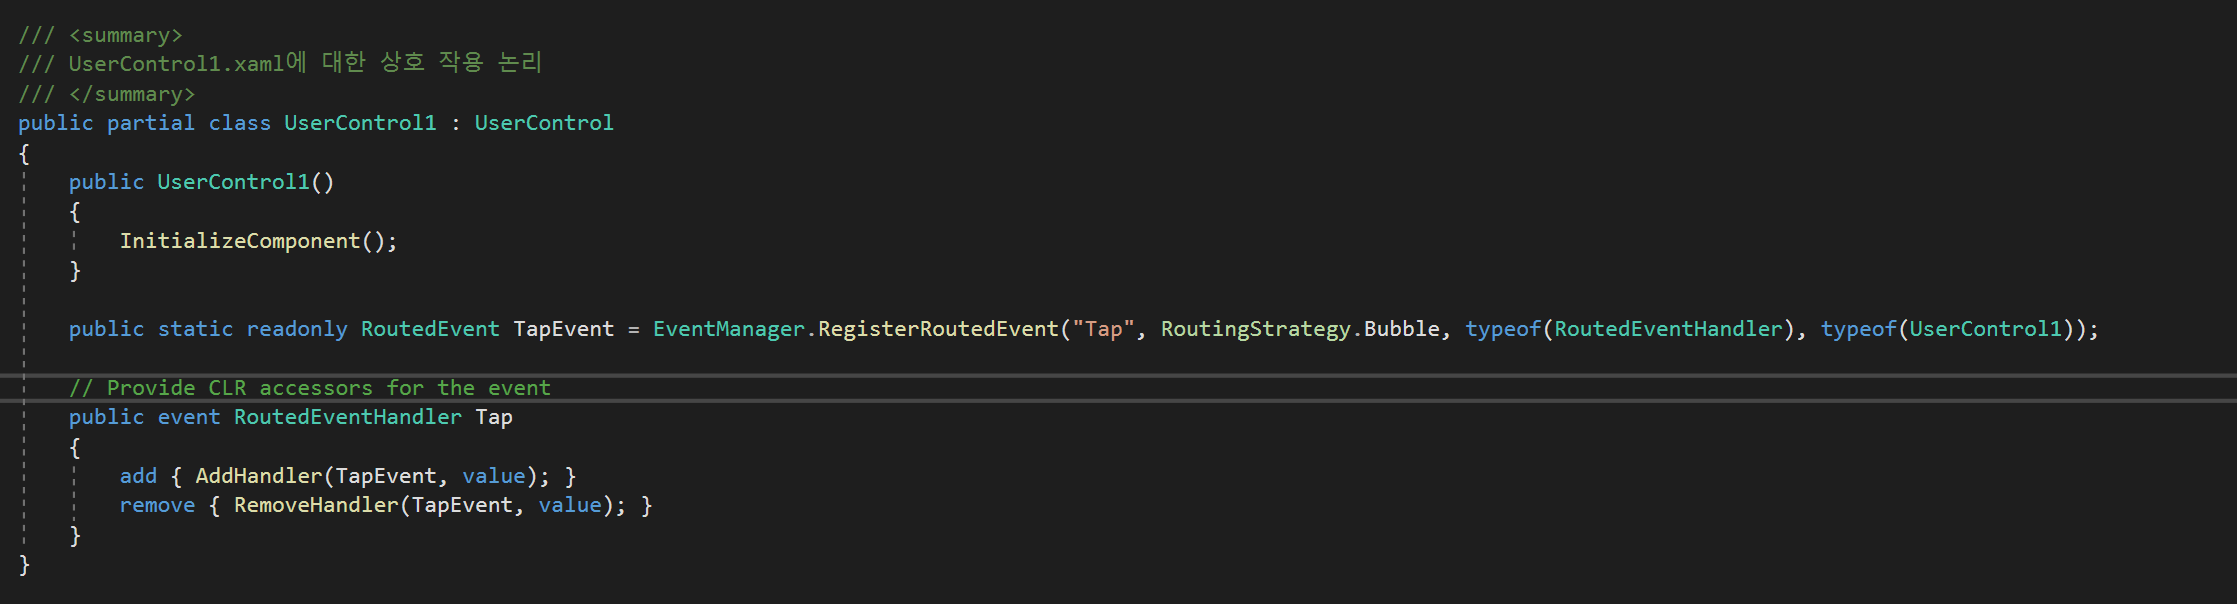 /// <summary>
/// UserControl1.xaml에 대한 상호 작용 논리
/// </summary>
public partial class UserControl1 : UserControl
{
    public UserControl1()
    {
        InitializeComponent();
    }

    public static readonly RoutedEvent TapEvent = EventManager.RegisterRoutedEvent("Tap", RoutingStrategy.Bubble, typeof(RoutedEventHandler), typeof(UserControl1));

    // Provide CLR accessors for the event
    public event RoutedEventHandler Tap
    {
        add { AddHandler(TapEvent, value); }
        remove { RemoveHandler(TapEvent, value); }
    }
}